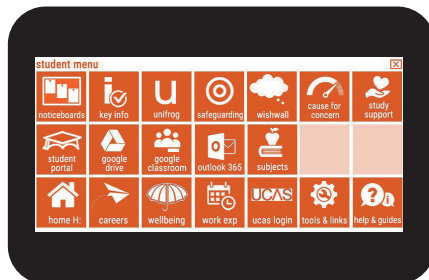 student menu
noticeboards
key info
u
unifrog
safeguarding
wishwall
cause for
concern
study
support
student
portal
google
drive
google
classroom
outlook 365
subjects
home H:
careers
wellbeing
work exp
UCAS
ucas login
tools & links
help & guides